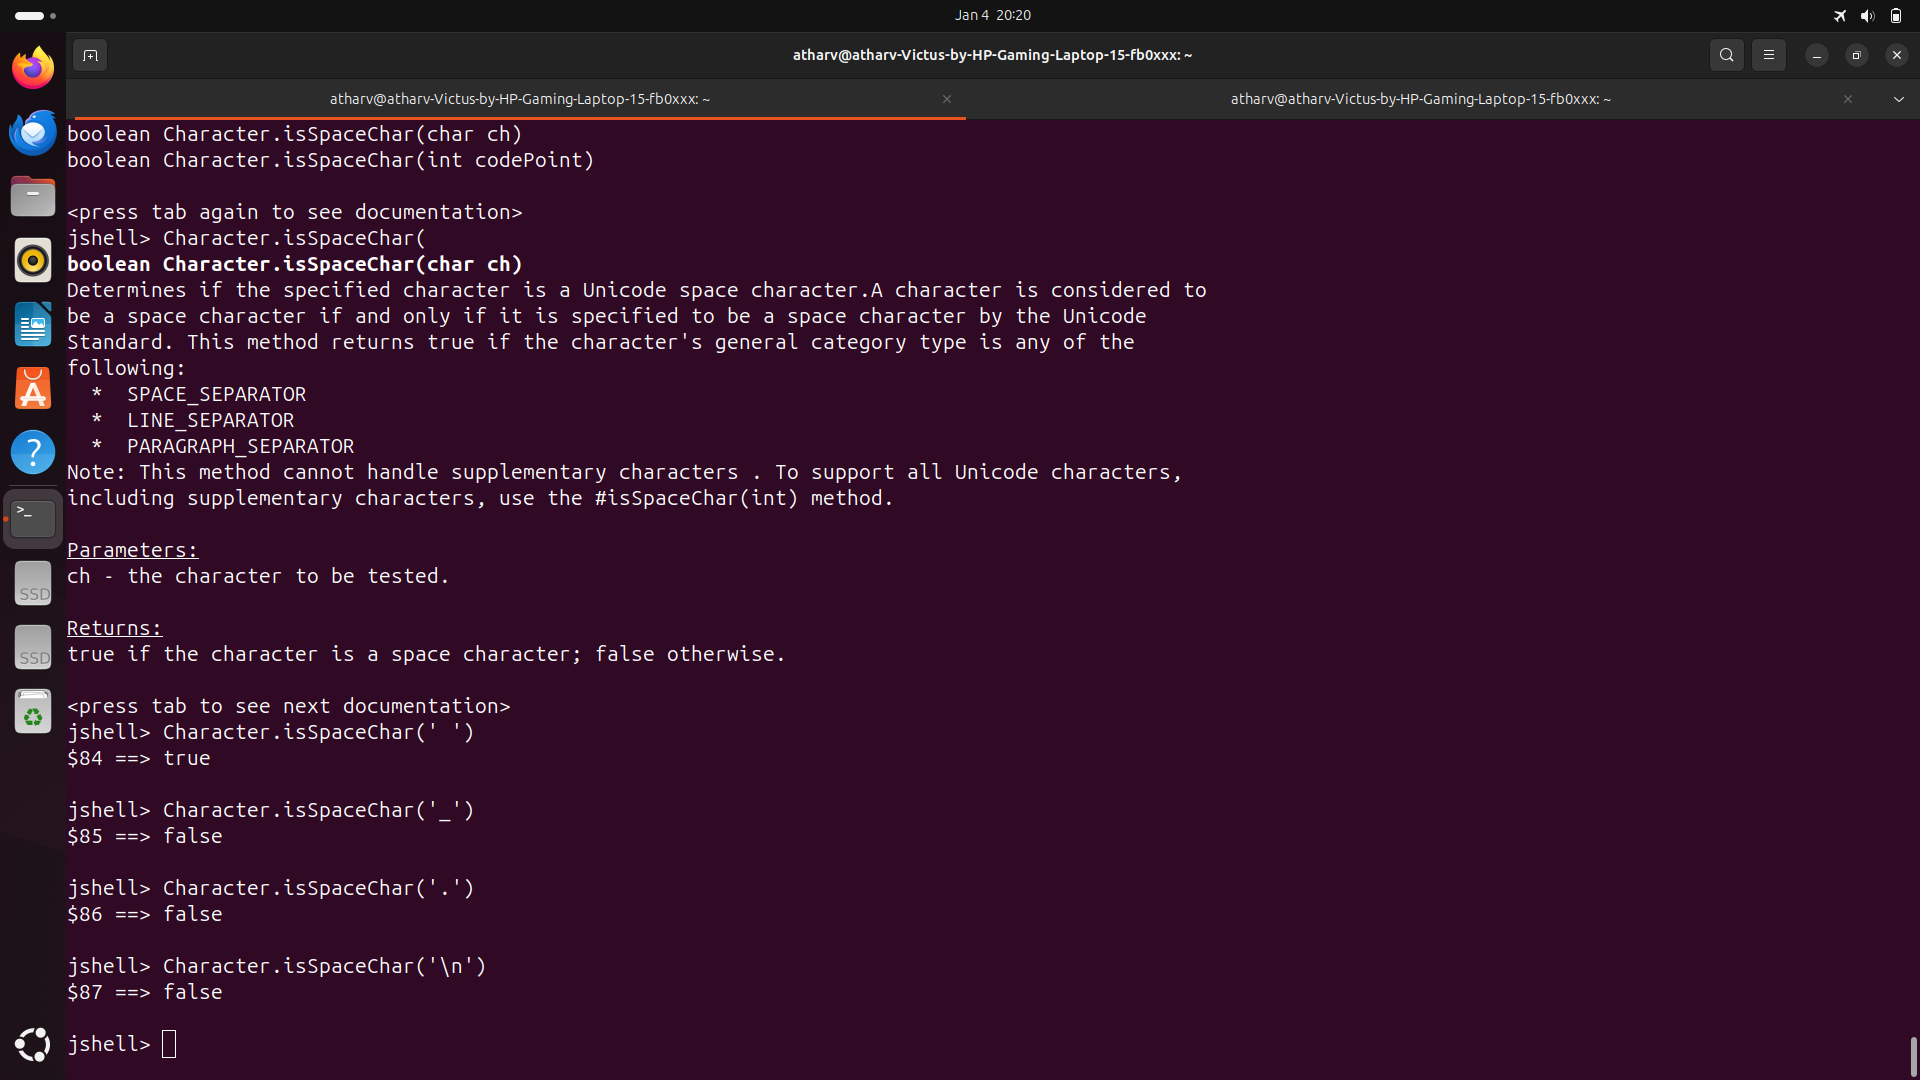 Jan 4 20:20
atharv@atharv-Victus-by-HP-Gaming-Laptop-15-fb0xxx: ~
atharv@atharv-Victus-by-HP-Gaming-Laptop-15-fb0xxx: ~
atharv@atharv-Victus-by-HP-Gaming-Laptop-15-fb0xxx: ~
boolean Character.isSpaceChar(char ch)
boolean Character.isSpaceChar(int codePoint)
<press tab again to see documentation>
jshell> Character.isSpaceChar(
boolean Character.isSpaceChar(char ch)
Determines if the specified character is a Unicode space character.A character is considered to
be a space character if and only if it is specified to be a space character by the Unicode
Standard. This method returns true if the character's general category type is any of the
following:
* SPACE_SEPARATOR
* LINE_SEPARATOR
* PARAGRAPH_SEPARATOR
Note: This method cannot handle supplementary characters . To support all Unicode characters,
including supplementary characters, use the #isSpaceChar(int) method.
Parameters:
ch - the character to be tested.
Returns:
true if the character is a space character; false otherwise.
<press tab to see next documentation>
jshell> Character.isSpaceChar(' ')
$84 ==> true
jshell> Character.isSpaceChar('_')
$85 ==> false
jshell> Character.isSpaceChar('.')
$86 ==> false
jshell> Character.isSpaceChar('\n')
$87 ==> false
jshell>
>_
SSD
SSD